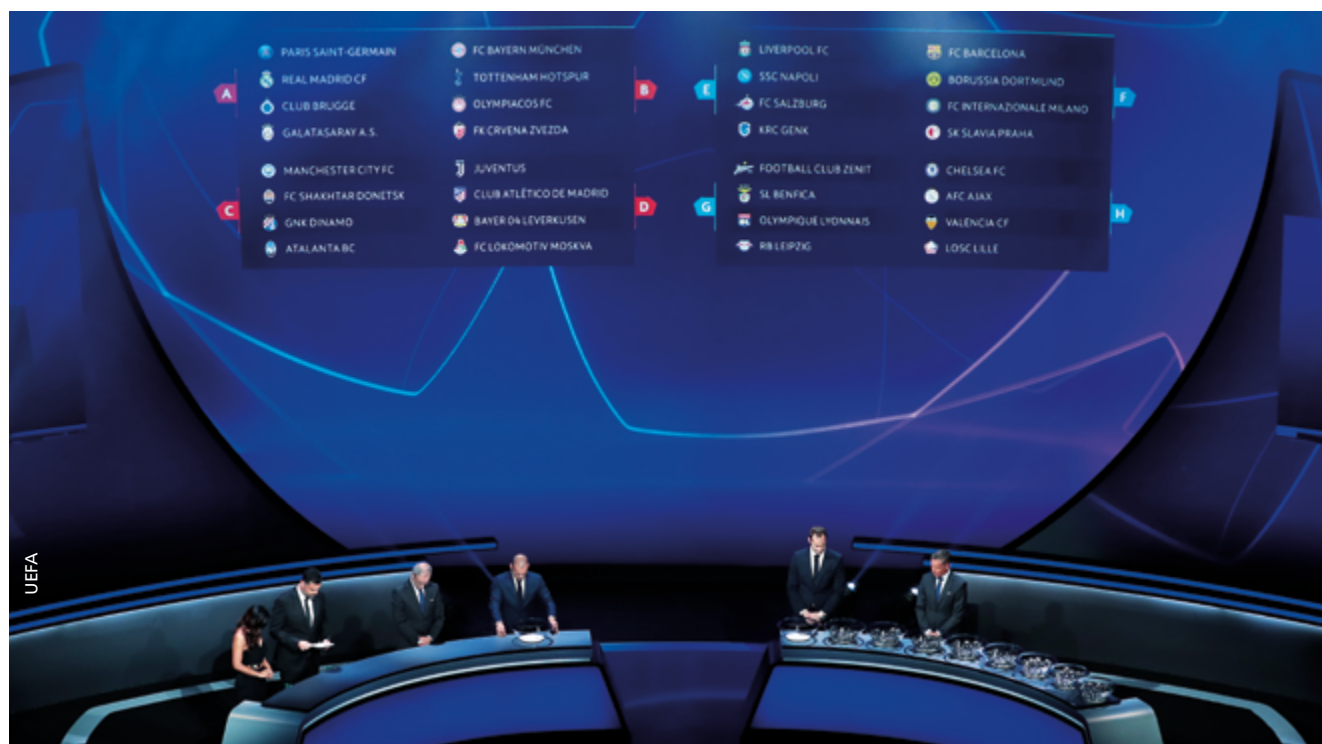 A
PARIS SAINT-GERMAIN
REAL MADRID CF
CLUB BRUGGE
GALATASARAY A.S.
B
FC BAYERN MÜNCHEN
TOTTENHAM HOTSPUR
OLYMPIACOS FC
FK CRVENA ZVEZDA
C
MANCHESTER CITY FC
FC SHAKHTAR DONETSK
GNK DINAMO
ATALANTA BC
D
JUVENTUS
CLUB ATLÉTICO DE MADRID
BAYER 04 LEVERKUSEN
FC LOKOMOTIV MOSKVA
E
LIVERPOOL FC
SSC NAPOLI
FC SALZBURG
KRC GENK
F
FC BARCELONA
BORUSSIA DORTMUND
FC INTERNAZIONALE MILANO
SK SLAVIA PRAHA
G
FOOTBALL CLUB ZENIT
SL BENFICA
OLYMPIQUE LYONNAIS
RB LEIPZIG
H
CHELSEA FC
AFC AJAX
VALENCIA CF
LOSC LILLE
UEFA